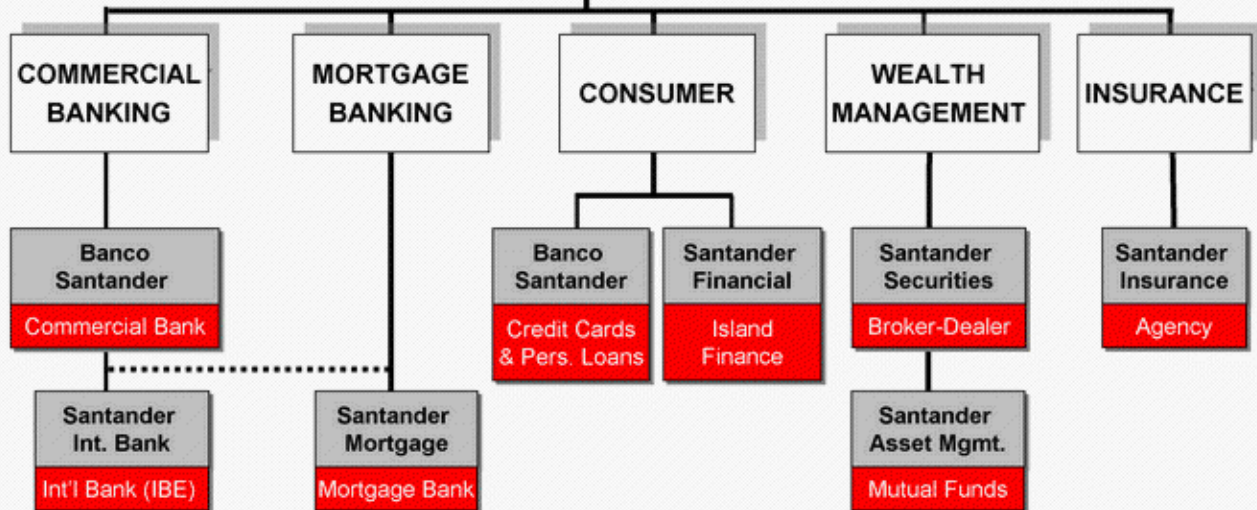 COMMERCIAL
BANKING
MORTGAGE
BANKING
CONSUMER
WEALTH
MANAGEMENT
INSURANCE
Banco
Santander
Commercial Bank
Banco
Santander
Credit Cards
& Pers. Loans
Santander
Financial
Island
Finance
Santander
Securities
Broker-Dealer
Santander
Insurance
Agency
Santander
Int. Bank
Int'l Bank (IBE)
Santander
Mortgage
Mortgage Bank
Santander
Asset Mgmt.
Mutual Funds